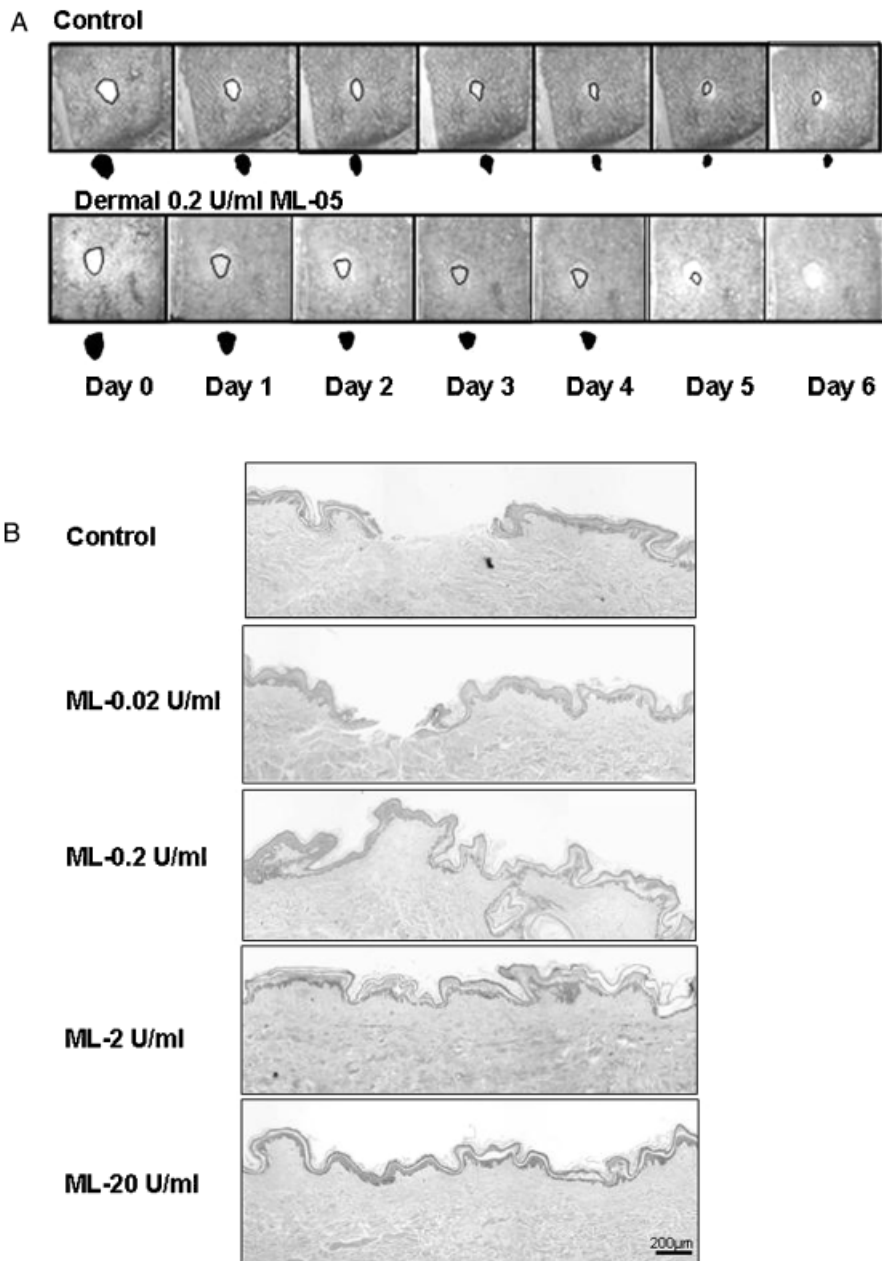 A
Control
Dermal 0.2 U/ml ML-05
Day 0 Day 1 Day 2 Day 3 Day 4 Day 5 Day 6
B
Control
ML-0.02 U/ml
ML-0.2 U/ml
ML-2 U/ml
ML-20 U/ml
200µm